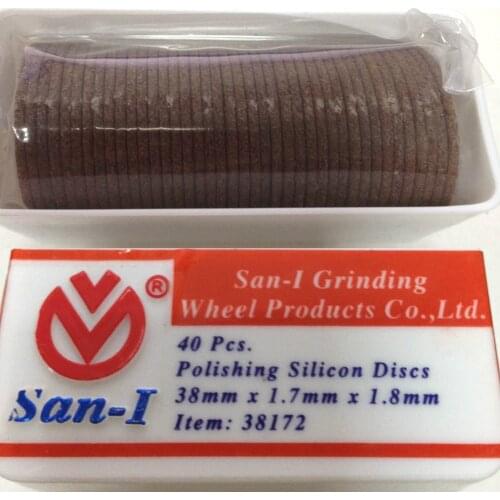 San-I Grinding
Wheel Products Co.,Ltd.
®
San-I
40 Pcs.
Polishing Silicon Discs
38mm x 1.7mm x 1.8mm
Item: 38172